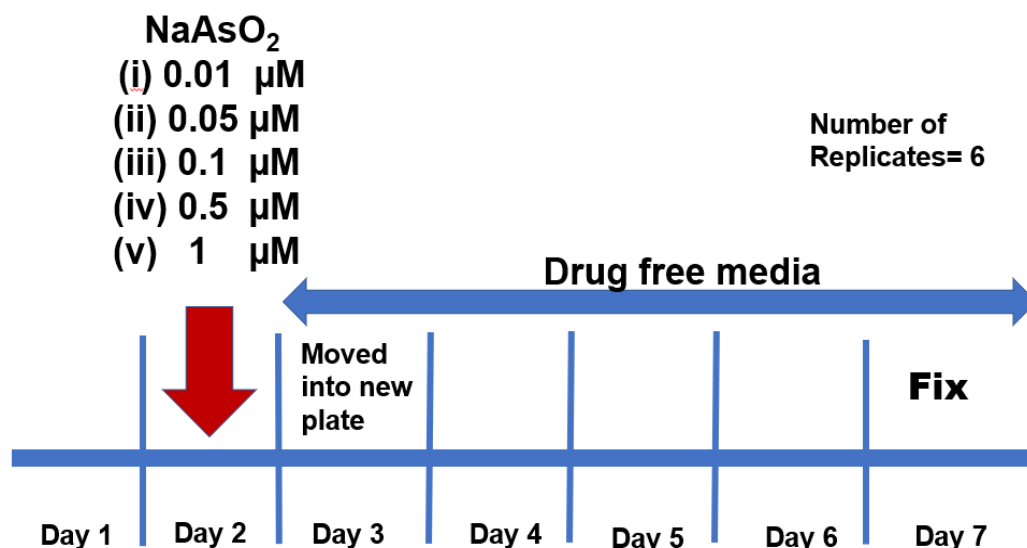 NaAsO₂
(i) 0.01 µM
(ii) 0.05 µM
(iii) 0.1 µM
(iv) 0.5 µM
(v) 1 µM
Number of
Replicates= 6
Drug free media
Moved
into new
plate
Fix
Day 1
Day 2
Day 3
Day 4
Day 5
Day 6
Day 7